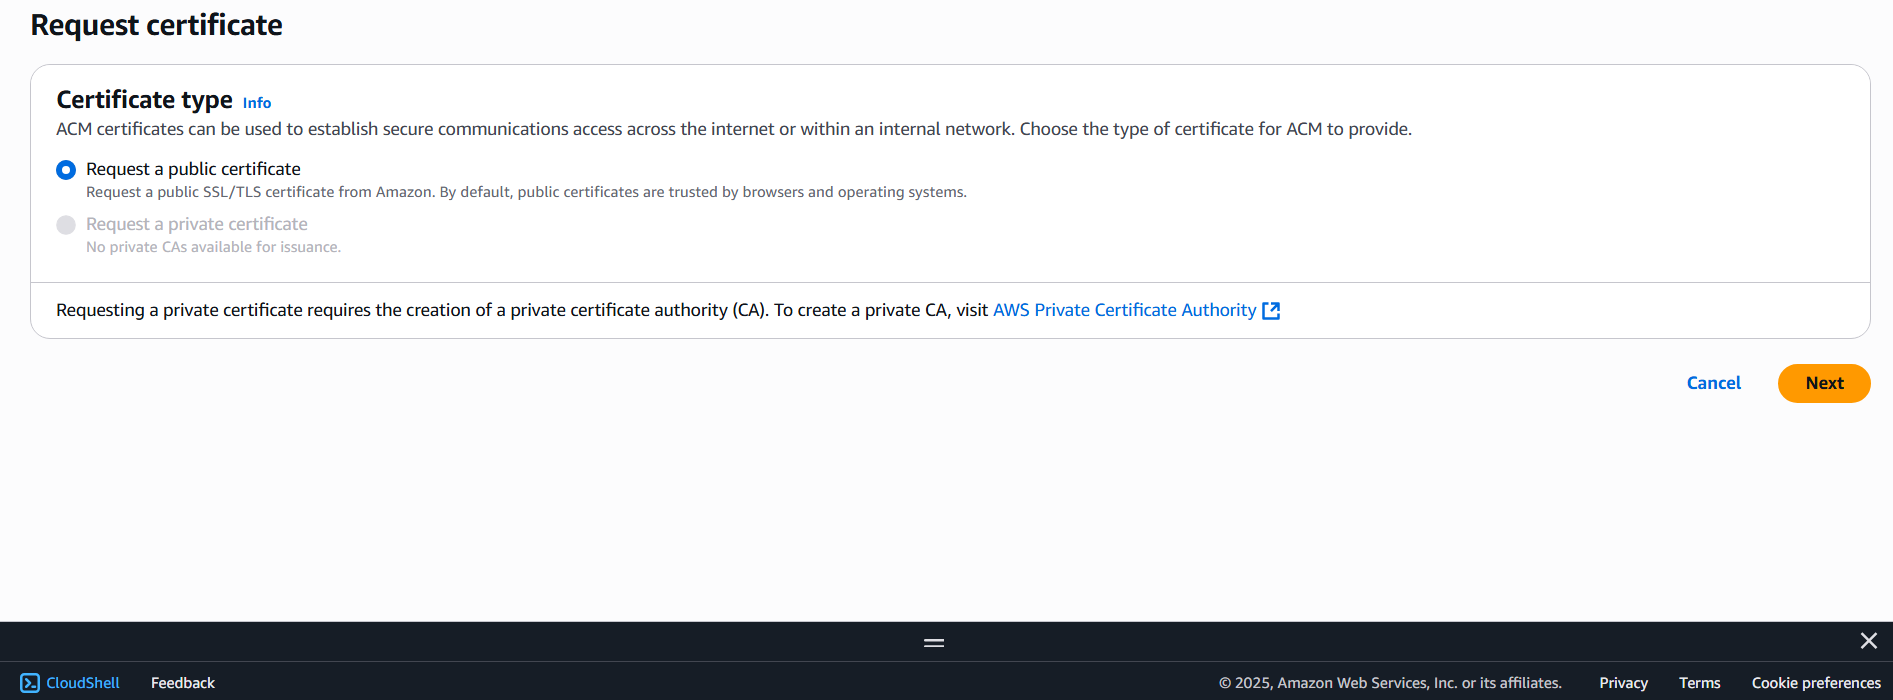 Request certificate
Certificate type Info
ACM certificates can be used to establish secure communications access across the internet or within an internal network. Choose the type of certificate for ACM to provide.
Request a public certificate
Request a public SSL/TLS certificate from Amazon. By default, public certificates are trusted by browsers and operating systems.
Request a private certificate
No private CAs available for issuance.
Requesting a private certificate requires the creation of a private certificate authority (CA). To create a private CA, visit AWS Private Certificate Authority
Cancel Next
CloudShell Feedback © 2025, Amazon Web Services, Inc. or its affiliates. Privacy Terms Cookie preferences